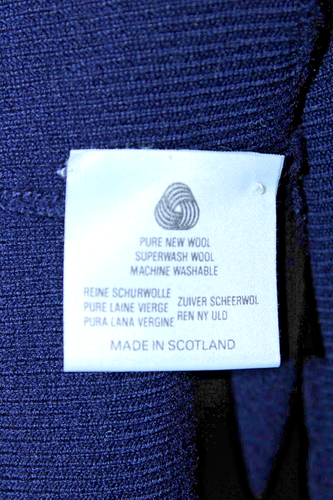 PURE NEW WOOL
SUPERWASH WOOL
MACHINE WASHABLE
REINE SCHURWOLLE
PURE LAINE VIERGE
PURA LANA VERGINE
ZUIVER SCHEERWOL
REN NY ULD
MADE IN SCOTLAND